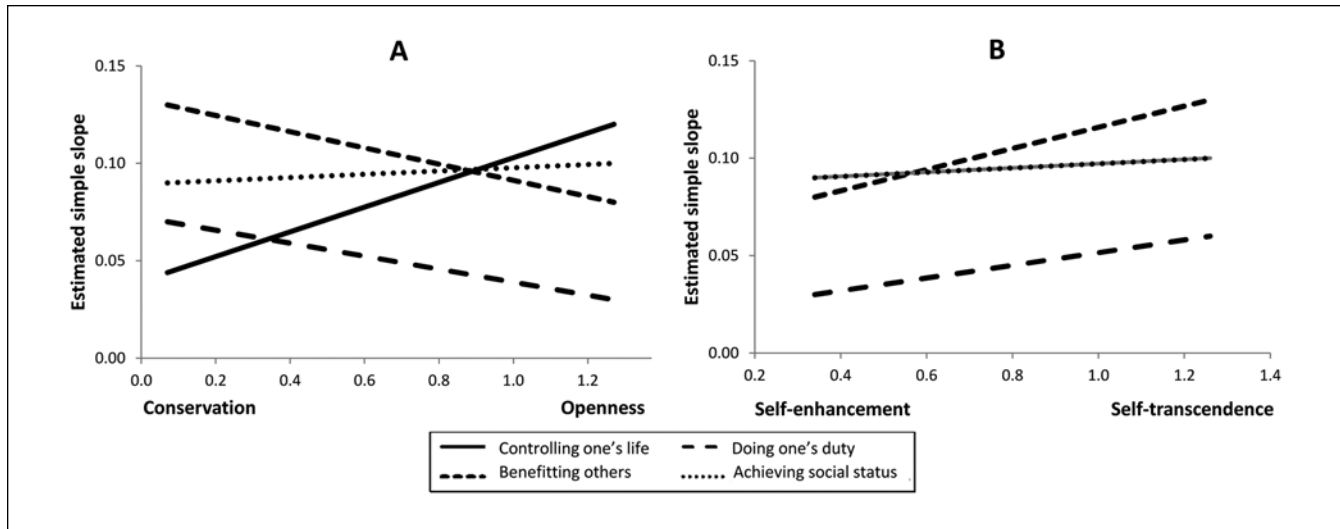 A
Estimated simple slope
0.15
0.10
0.05
0.00
0.0 0.2 0.4 0.6 0.8 1.0 1.2
Conservation Openness
B
Estimated simple slope
0.15
0.10
0.05
0.00
0.2 0.4 0.6 0.8 1.0 1.2 1.4
Self-enhancement Self-transcendence
Controlling one's life Doing one's duty
Benefitting others Achieving social status